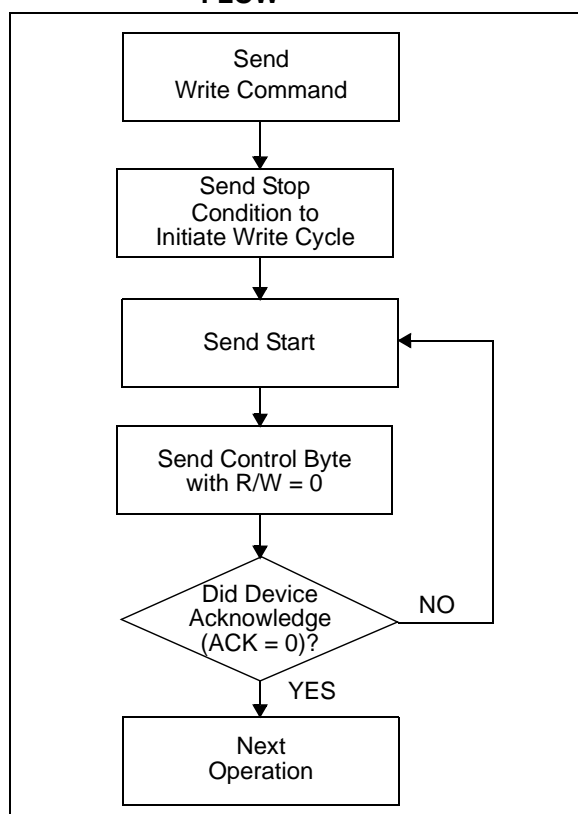 FLOW
Send
Write Command
Send Stop
Condition to
Initiate Write Cycle
Send Start
Send Control Byte
with R/W = 0
Did Device
Acknowledge
(ACK = 0)?
NO
YES
Next
Operation